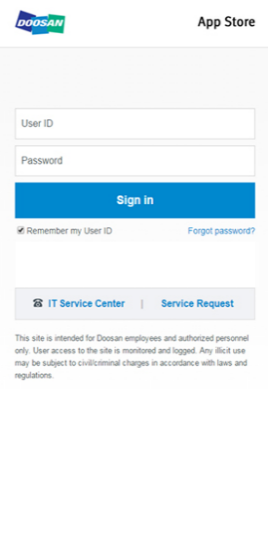 DOOSAN App Store
User ID
Password
Sign in
Remember my User ID Forgot password?
IT Service Center | Service Request
This site is intended for Doosan employees and authorized personnel
only. User access to the site is monitored and logged. Any illicit use
may be subject to civil/criminal charges in accordance with laws and
regulations.